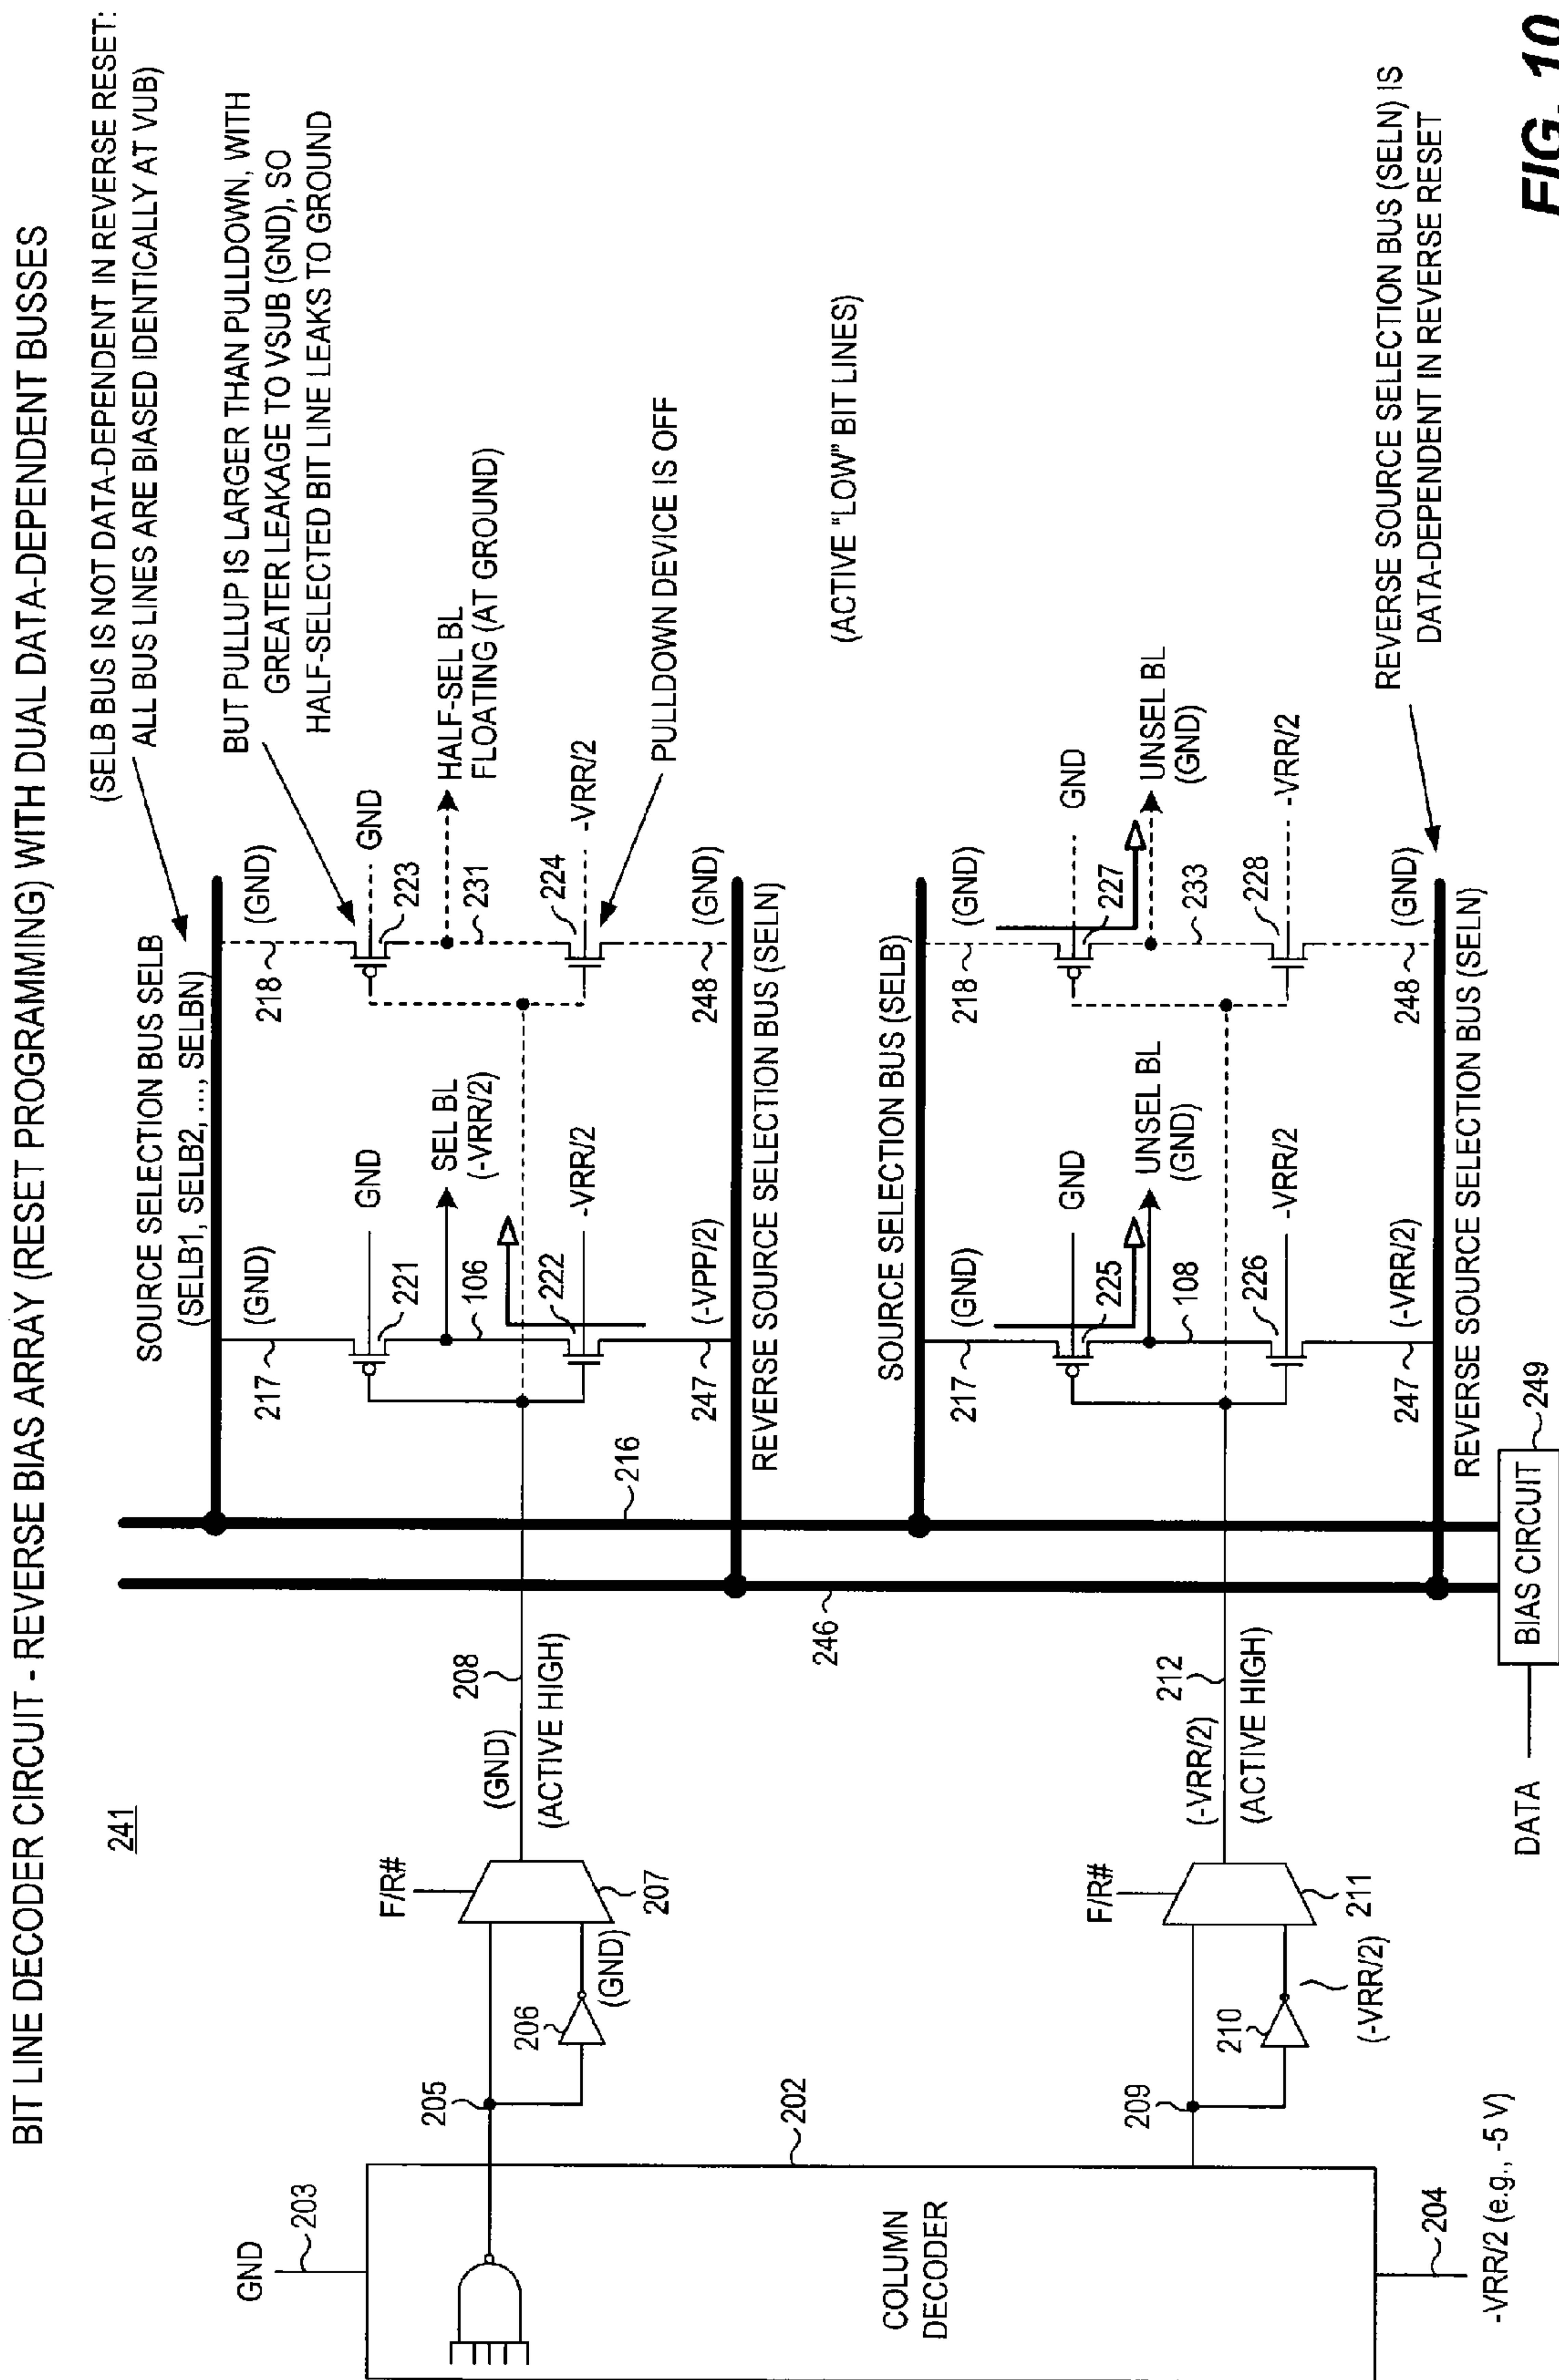 BIT LINE DECODER CIRCUIT - REVERSE BIAS ARRAY (RESET PROGRAMMING) WITH DUAL DATA-DEPENDENT BUSSES
241
(SELB BUS IS NOT DATA-DEPENDENT IN REVERSE RESET:
ALL BUS LINES ARE BIASED IDENTICALLY AT VUB)
SOURCE SELECTION BUS SELB
(SELB1, SELB2, ..., SELBN)
BUT PULLUP IS LARGER THAN PULLDOWN, WITH
GREATER LEAKAGE TO VSUB (GND), SO
HALF-SELECTED BIT LINE LEAKS TO GROUND
217
(GND)
218
(GND)
GND
203
F/R#
GND
221
GND
223
205
206
(GND)
207
(GND)
208
(ACTIVE HIGH)
216
106
SEL BL
(-VRR/2)
231
HALF-SEL BL
FLOATING (AT GROUND)
222
-VRR/2
224
-VRR/2
PULLDOWN DEVICE IS OFF
247
(-VPP/2)
248
(GND)
REVERSE SOURCE SELECTION BUS (SELN)
246
(ACTIVE "LOW" BIT LINES)
202
COLUMN
DECODER
SOURCE SELECTION BUS (SELB)
217
(GND)
218
(GND)
F/R#
GND
225
GND
227
209
210
(-VRR/2)
211
(-VRR/2)
212
(ACTIVE HIGH)
108
UNSEL BL
(GND)
233
UNSEL BL
(GND)
226
-VRR/2
228
-VRR/2
247
(-VRR/2)
248
(GND)
REVERSE SOURCE SELECTION BUS (SELN)
REVERSE SOURCE SELECTION BUS (SELN) IS
DATA-DEPENDENT IN REVERSE RESET
204
-VRR/2 (e.g., -5 V)
DATA
BIAS CIRCUIT
249
FIG. 10